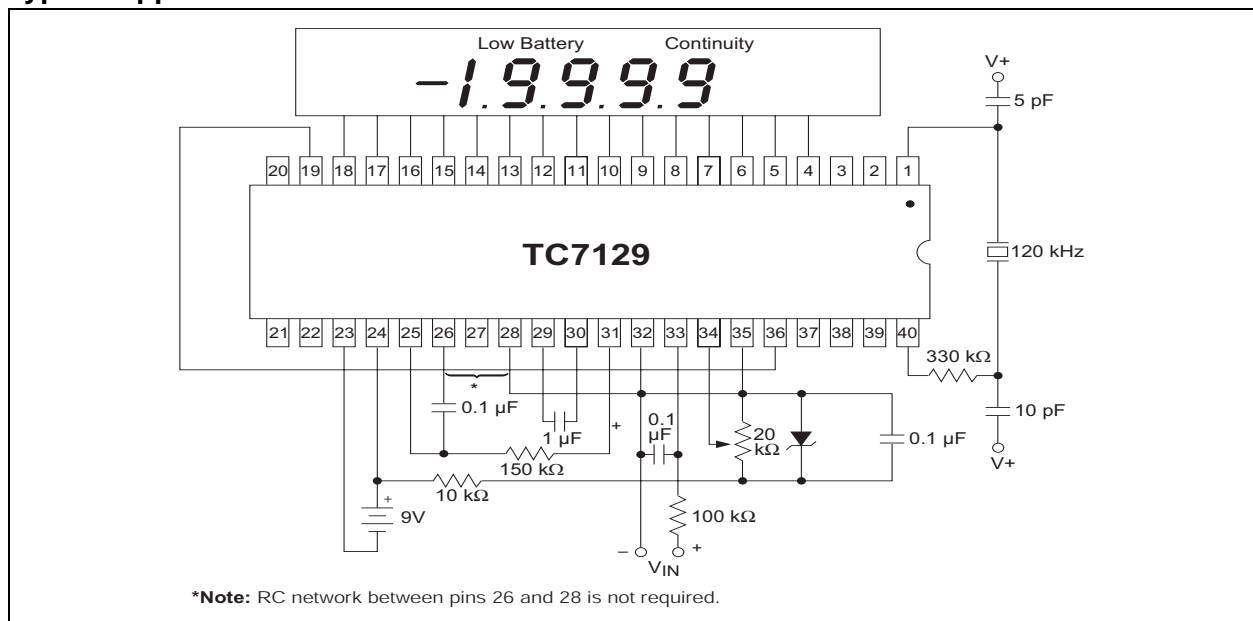 Low Battery Continuity
-1.9.9.9.9
V+
5 pF
20 19 18 17 16 15 14 13 12 11 10 9 8 7 6 5 4 3 2 1
TC7129
120 kHz
21 22 23 24 25 26 27 28 29 30 31 32 33 34 35 36 37 38 39 40
330 kΩ
*
0.1 µF
1 µF
+
0.1
µF
20
kΩ
0.1 µF
10 pF
V+
150 kΩ
10 kΩ
+
9V
100 kΩ
– +
VIN
*Note: RC network between pins 26 and 28 is not required.